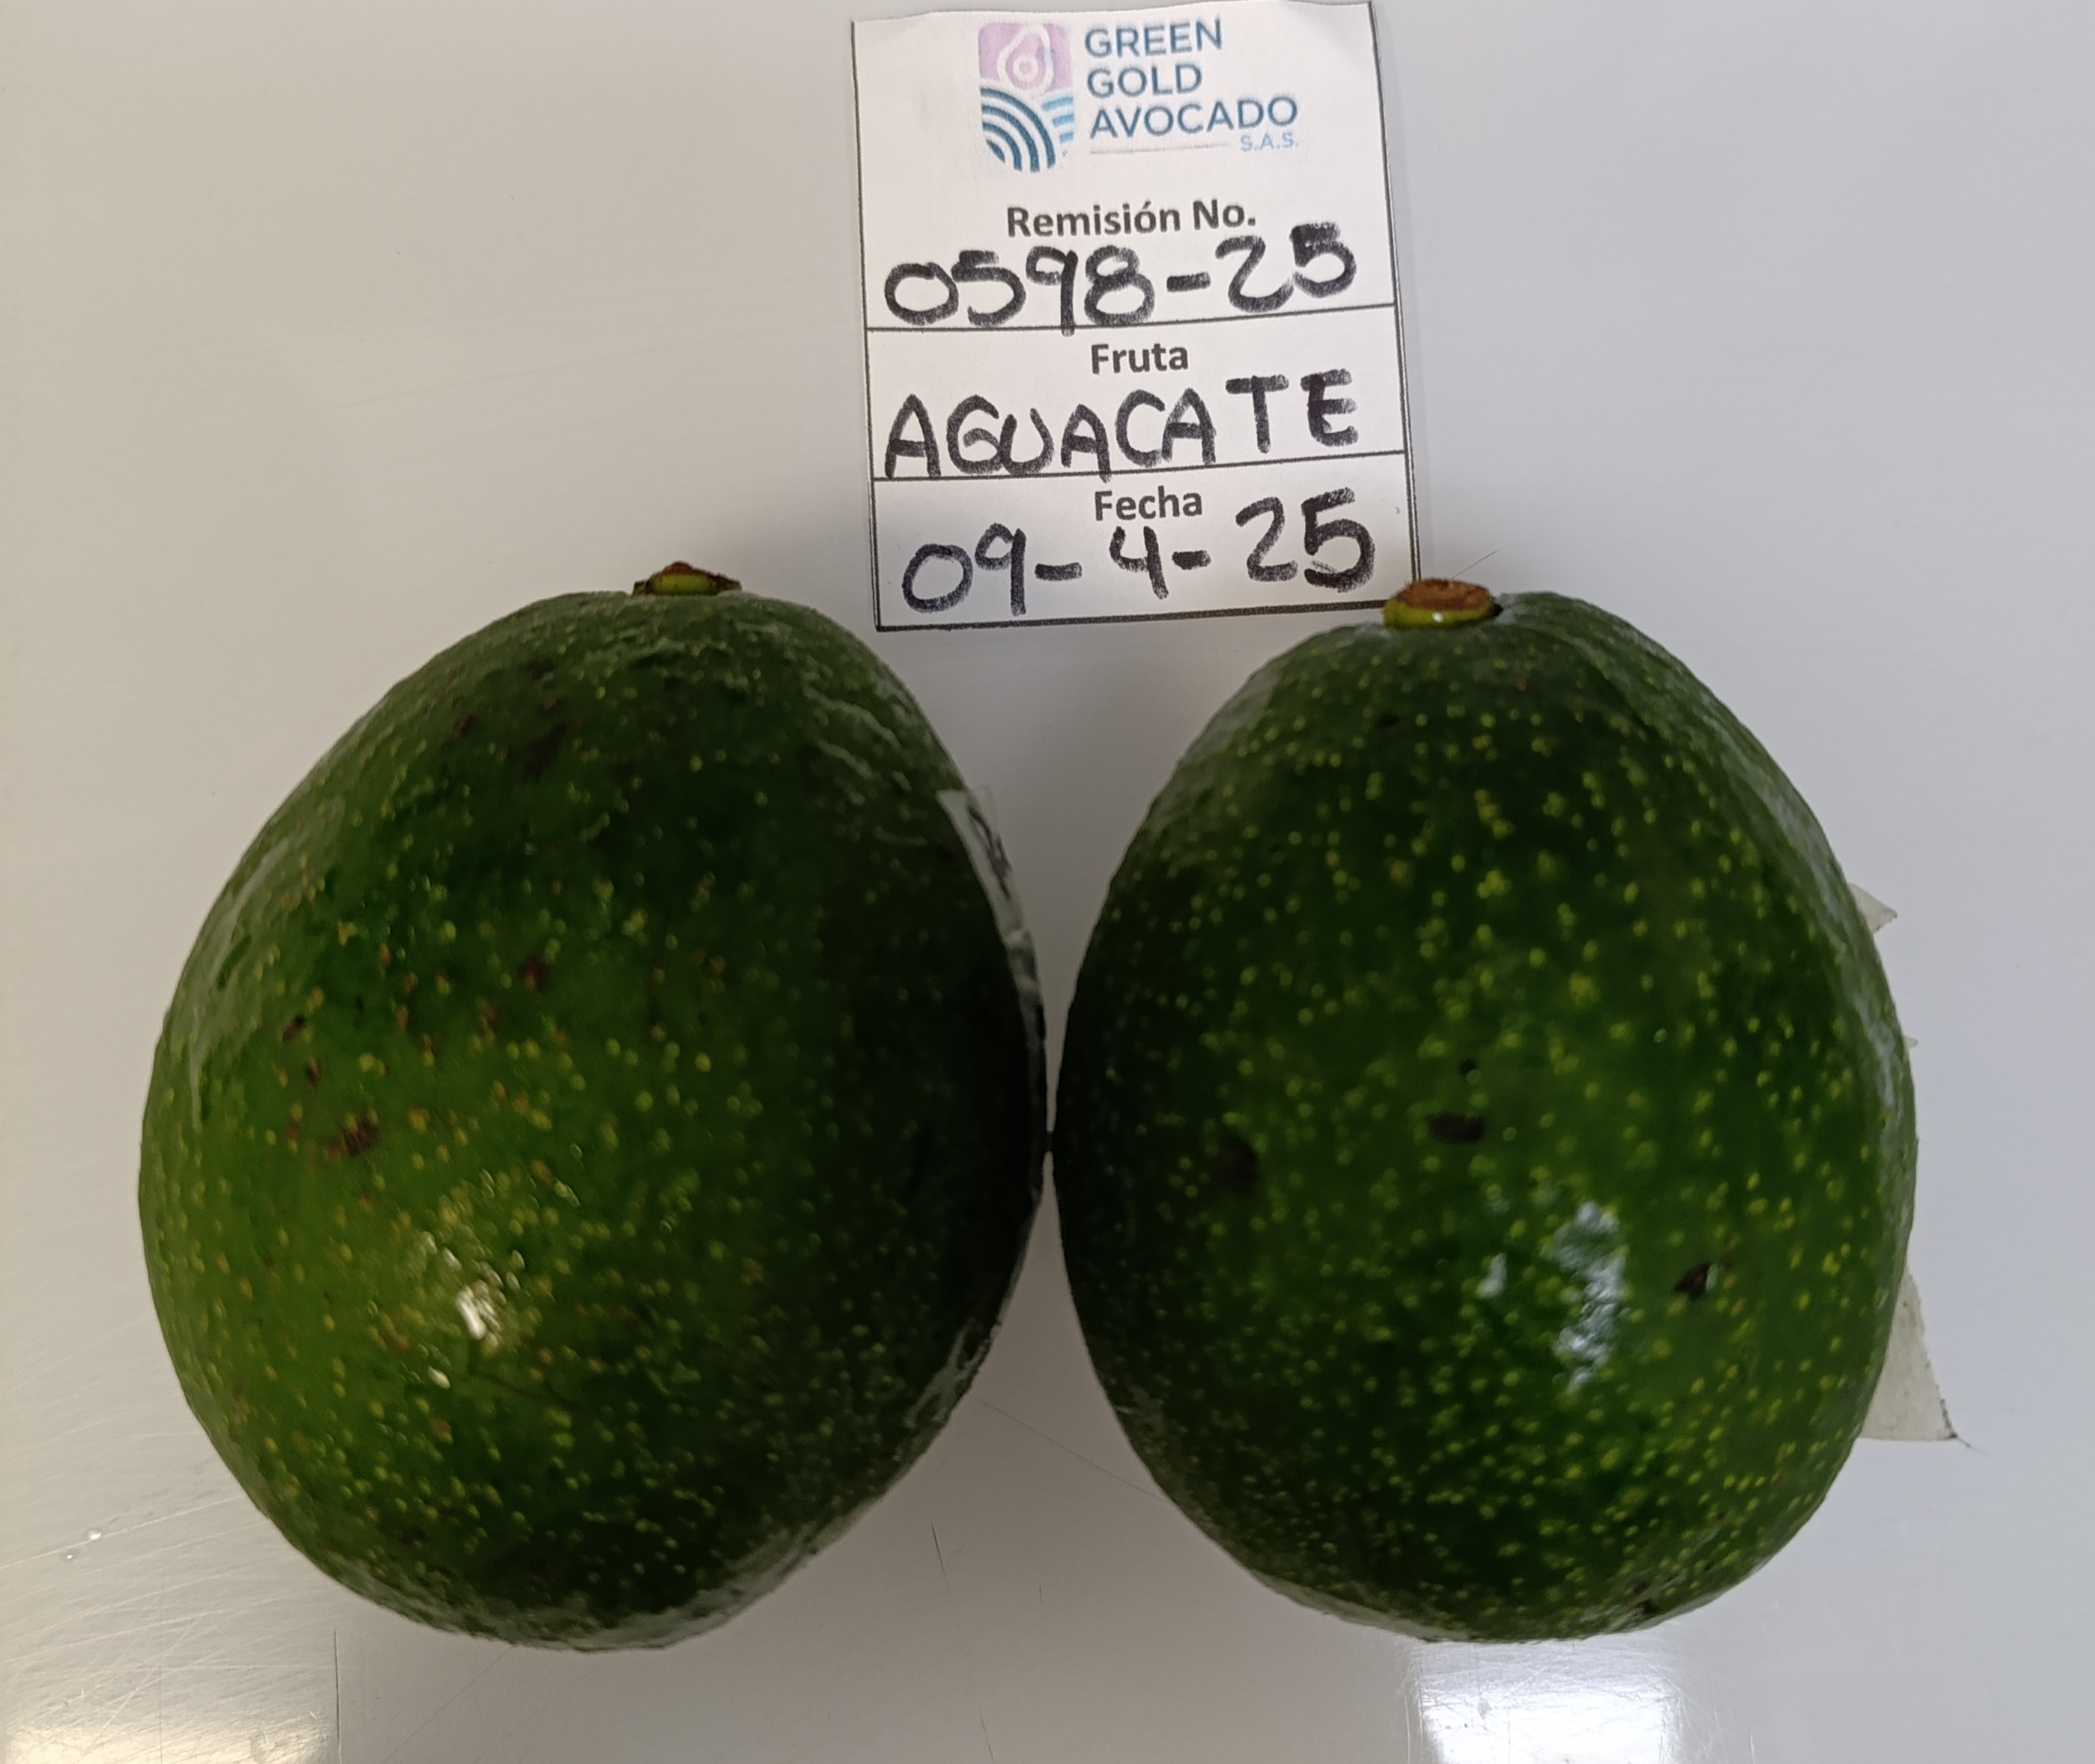 GREEN
GOLD
AVOCADO
S.A.S.
Remisión No.
0598-25
Fruta
AGUACATE
Fecha
09-4-25